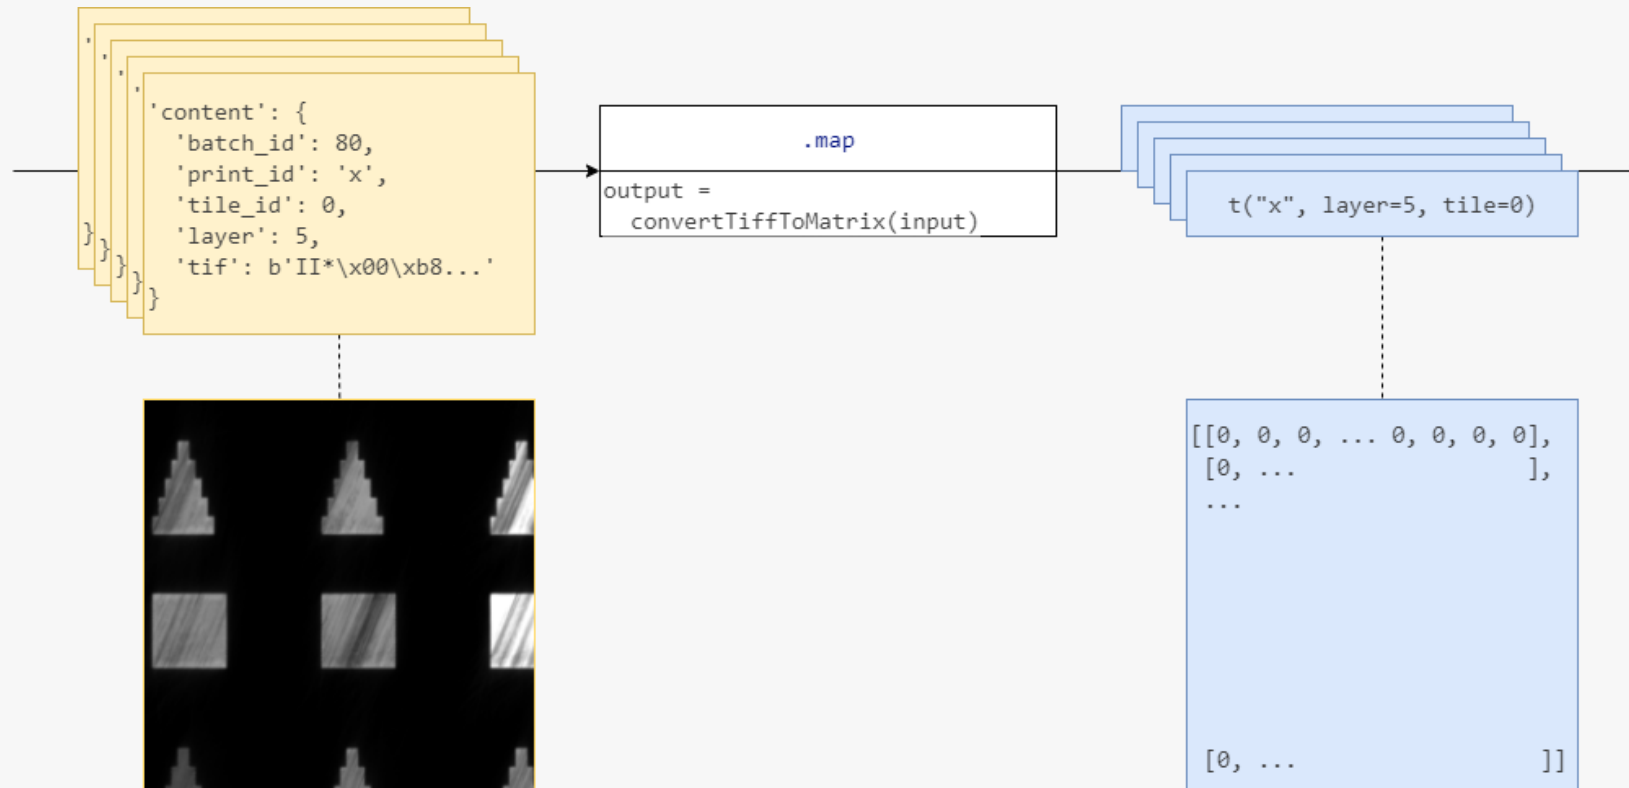 'content': {
'batch_id': 80,
'print_id': 'x',
'tile_id': 0,
'layer': 5,
'tif': b'II*\x00\xb8...'
}
.map
output =
convertTiffToMatrix(input)
t("x", layer=5, tile=0)
[[0, 0, 0, ... 0, 0, 0, 0],
[0, ... ],
...
[0, ... ]]